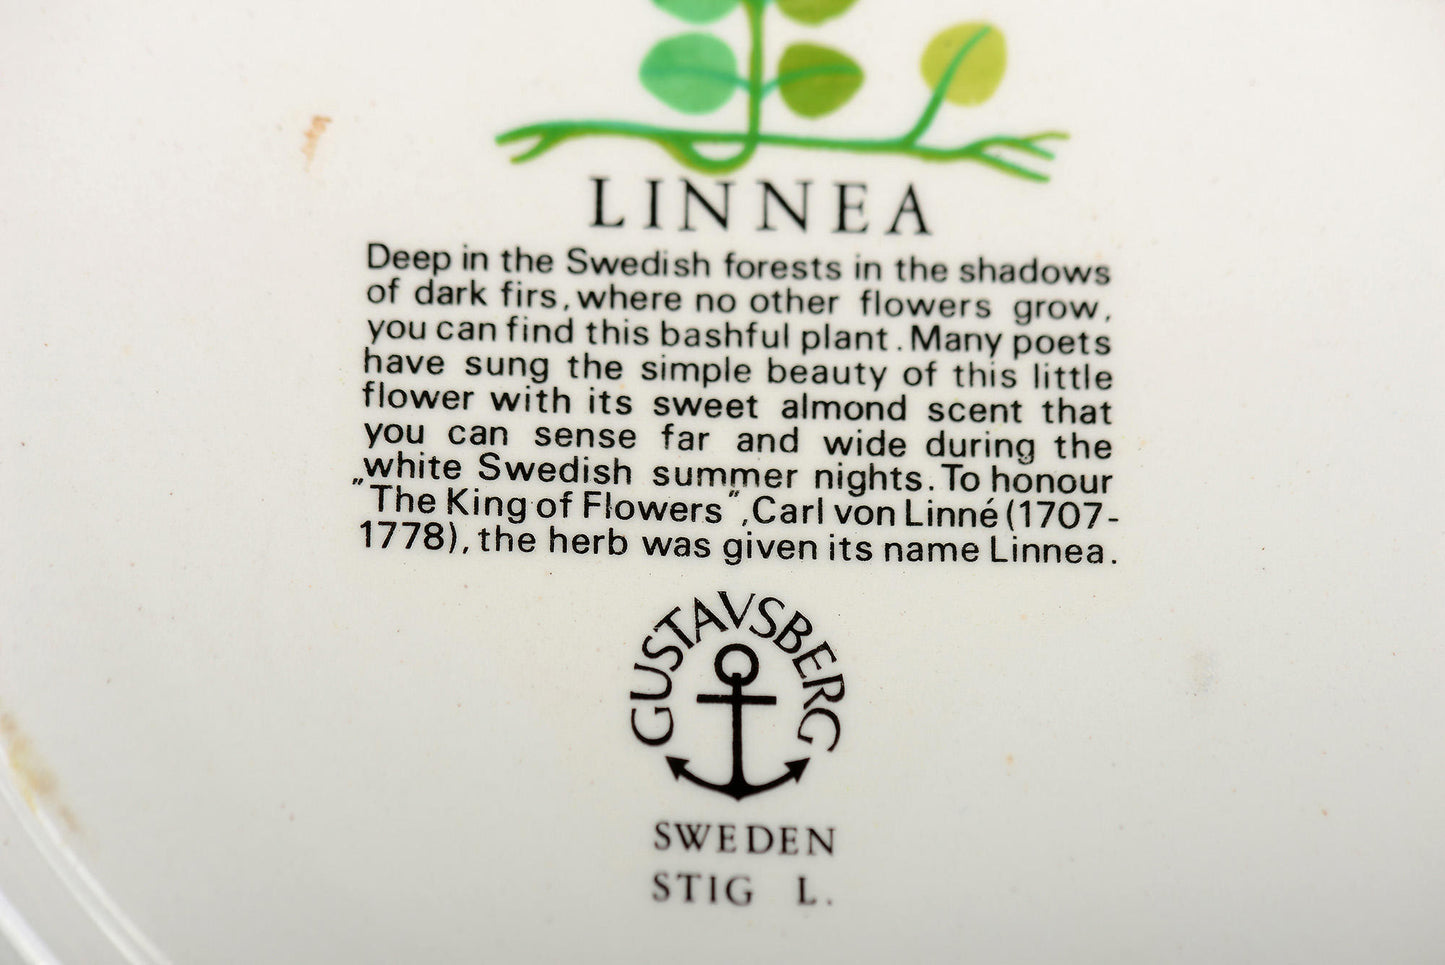 LINNEA
Deep in the Swedish forests in the shadows
of dark firs, where no other flowers grow,
you can find this bashful plant. Many poets
have sung the simple beauty of this little
flower with its sweet almond scent that
you can sense far and wide during the
white Swedish summer nights. To honour
„"The King of Flowers", Carl von Linné (1707-
1778), the herb was given its name Linnea.
GUSTAVSBERG
SWEDEN
STIG L.